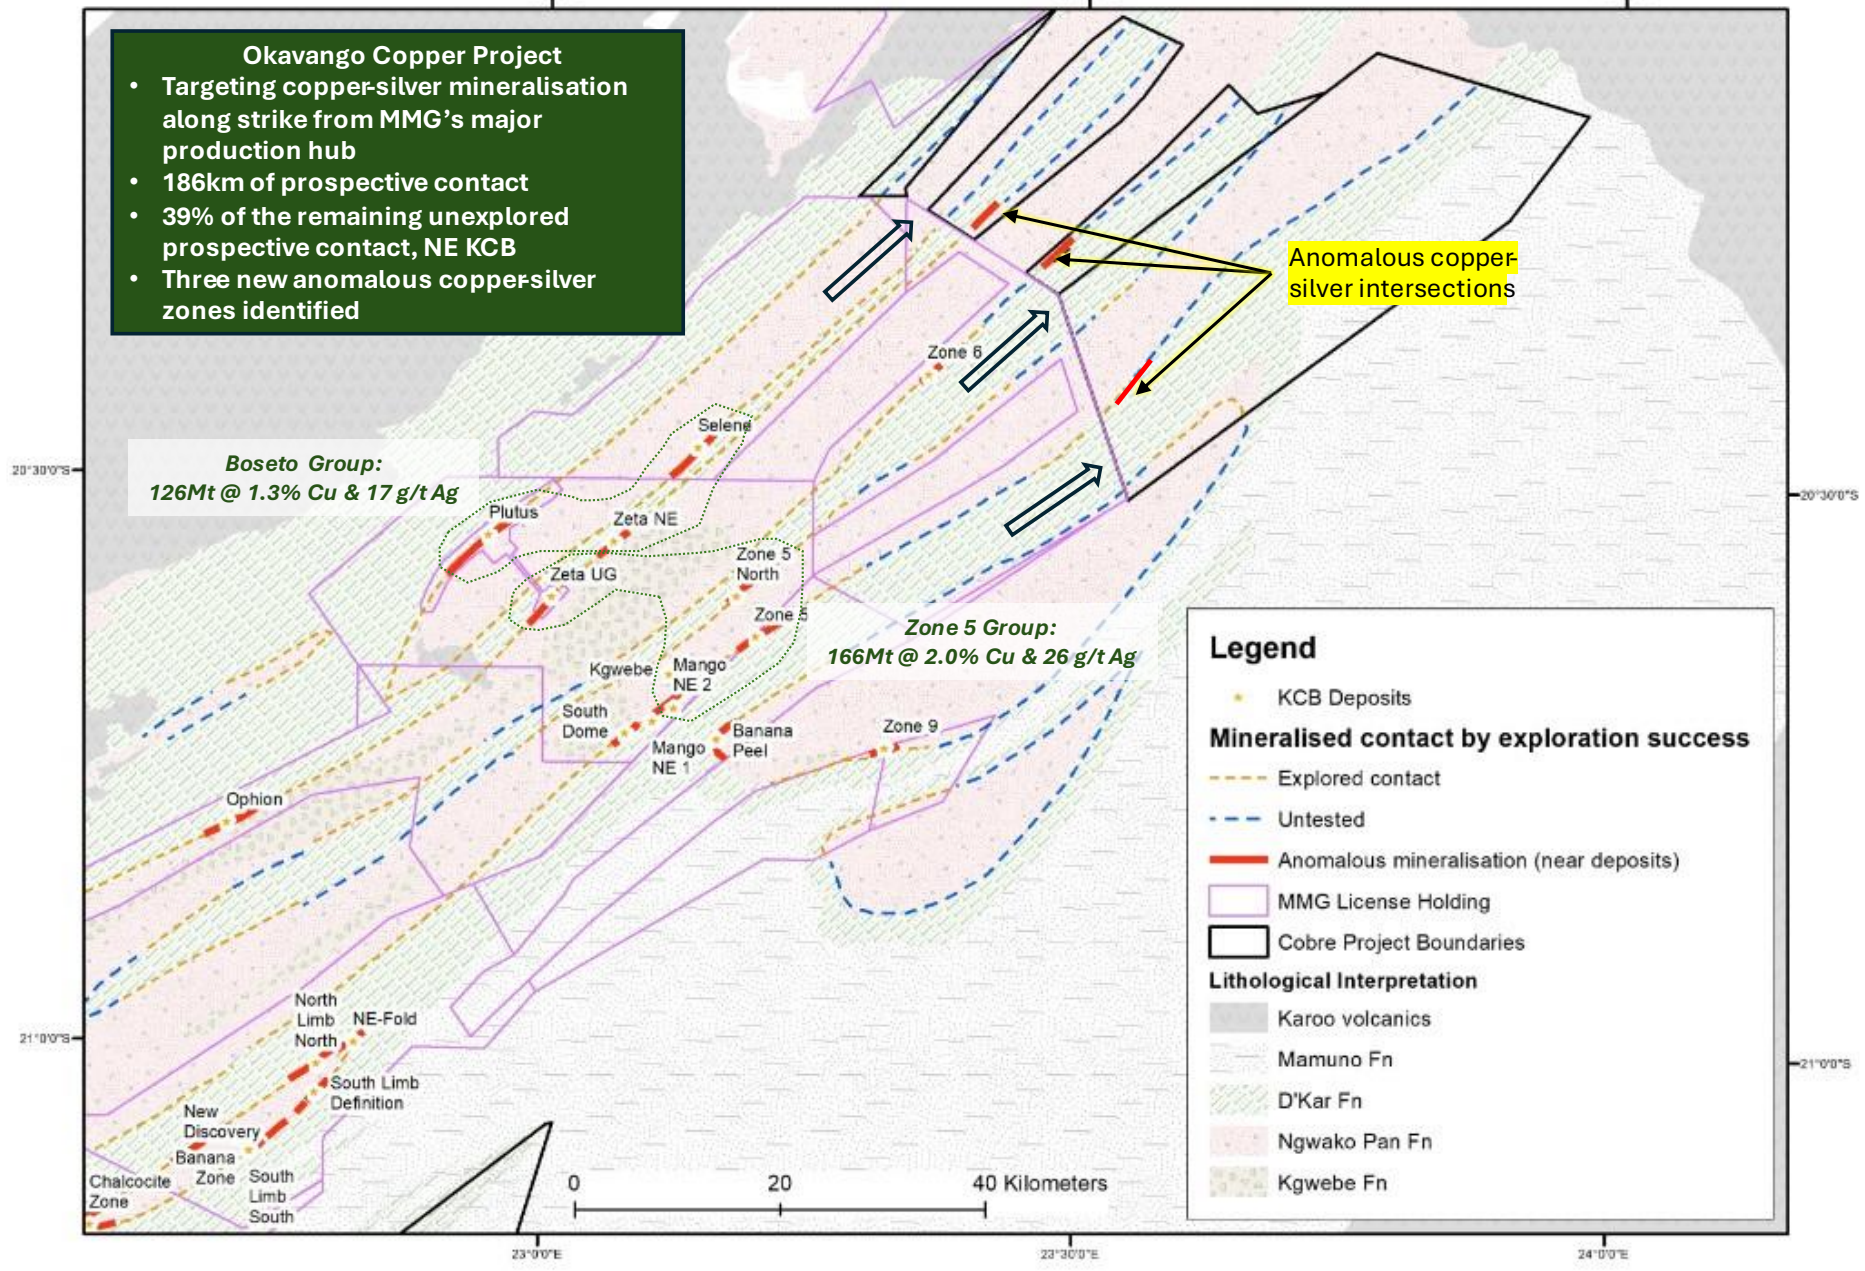 Okavango Copper Project
• Targeting copper-silver mineralisation
along strike from MMG's major
production hub
• 186km of prospective contact
• 39% of the remaining unexplored
prospective contact, NE KCB
• Three new anomalous copper-silver
zones identified
Anomalous copper-
silver intersections
Zone 6
Selene
Boseto Group:
126Mt @ 1.3% Cu & 17 g/t Ag
20°30'0"S
20°30'0"S
Plutus
Zeta NE
Zone 5
North
Zeta UG
Zone 5
Zone 5 Group:
166Mt @ 2.0% Cu & 26 g/t Ag
Kgwebe
Mango
NE 2
South
Dome
Mango
NE 1
Banana
Peel
Zone 9
Ophion
North
Limb
North
NE-Fold
21°0'0"S
21°0'0"S
South Limb
Definition
New
Discovery
Banana
Zone
South
Limb
South
Chalcocite
Zone
0 20 40 Kilometers
Legend
KCB Deposits
Mineralised contact by exploration success
Explored contact
Untested
Anomalous mineralisation (near deposits)
MMG License Holding
Cobre Project Boundaries
Lithological Interpretation
Karoo volcanics
Mamuno Fn
D'Kar Fn
Ngwako Pan Fn
Kgwebe Fn
23°0'0"E
23°30'0"E
24°0'0"E